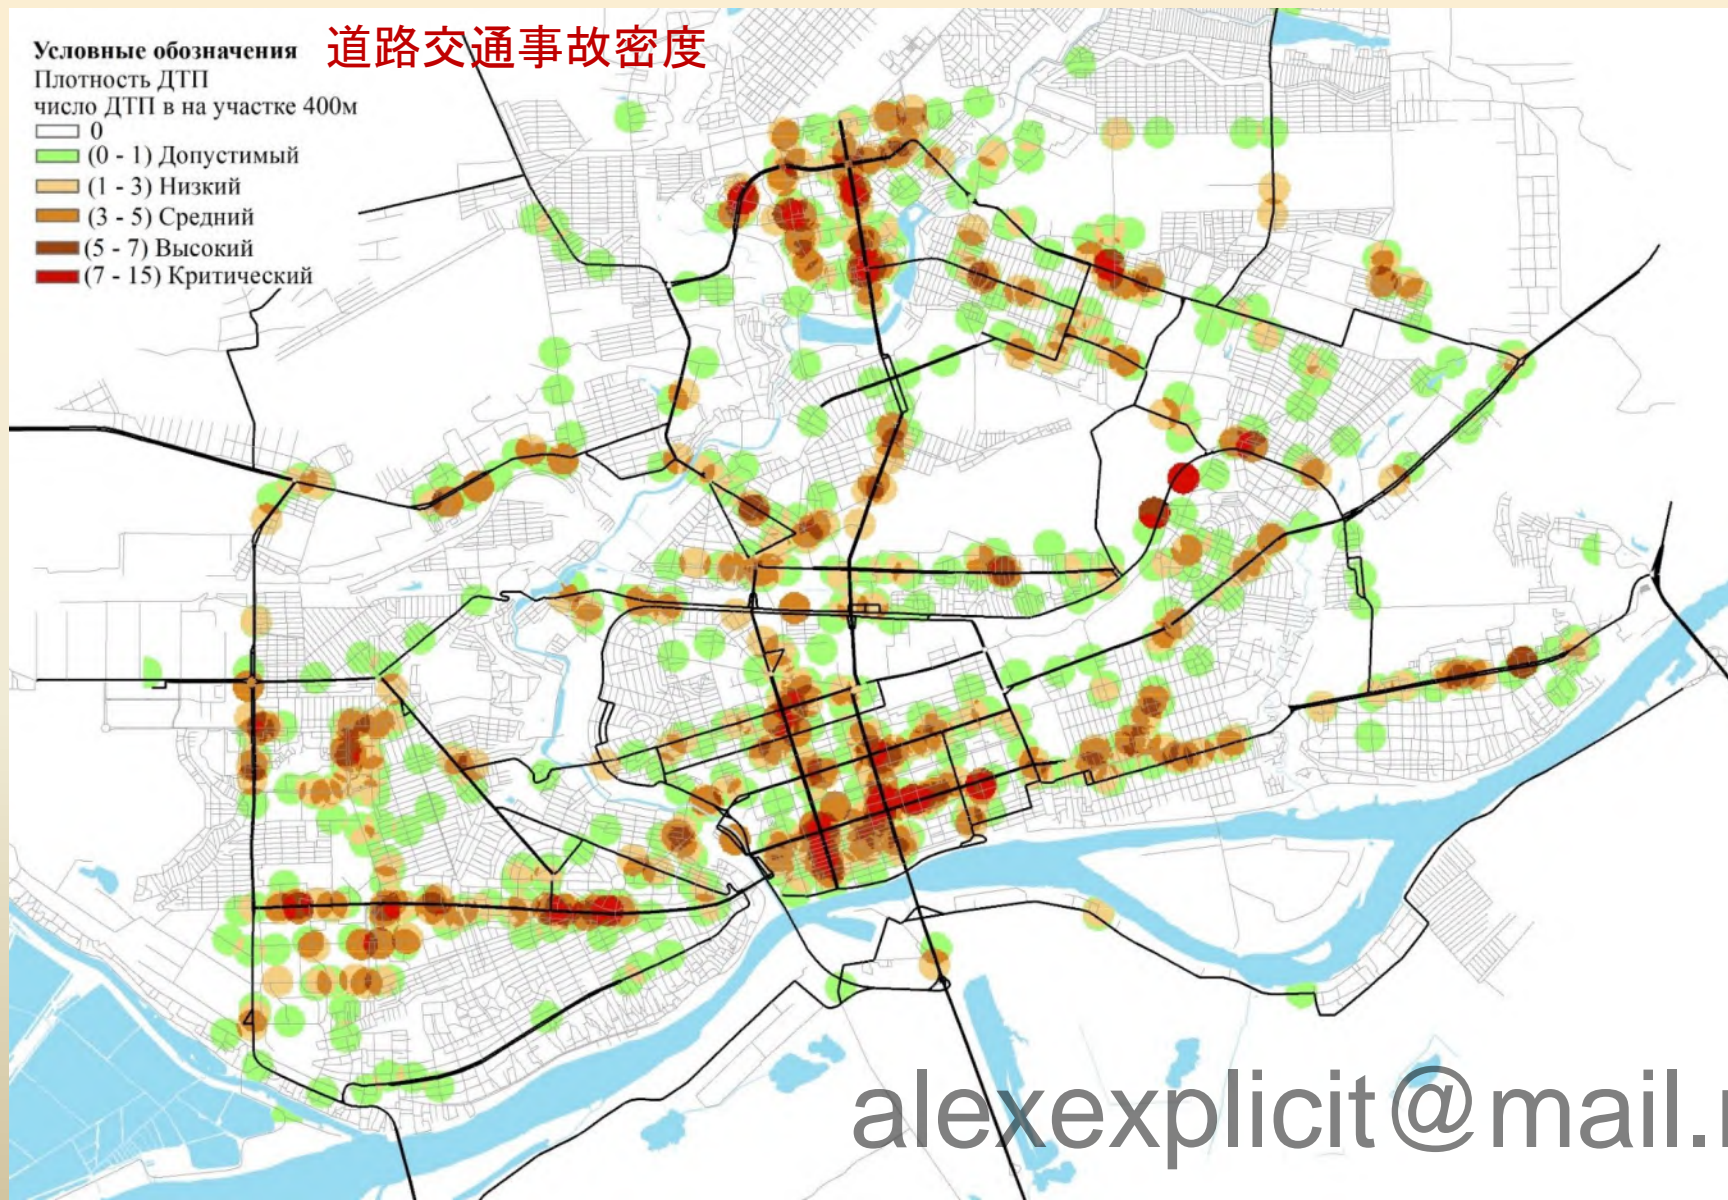 Условные обозначения
道路交通事故密度
Плотность ДТП
число ДТП в на участке 400м
0
(0 - 1) Допустимый
(1 - 3) Низкий
(3 - 5) Средний
(5 - 7) Высокий
(7 - 15) Критический
alexexplicit@mail.r